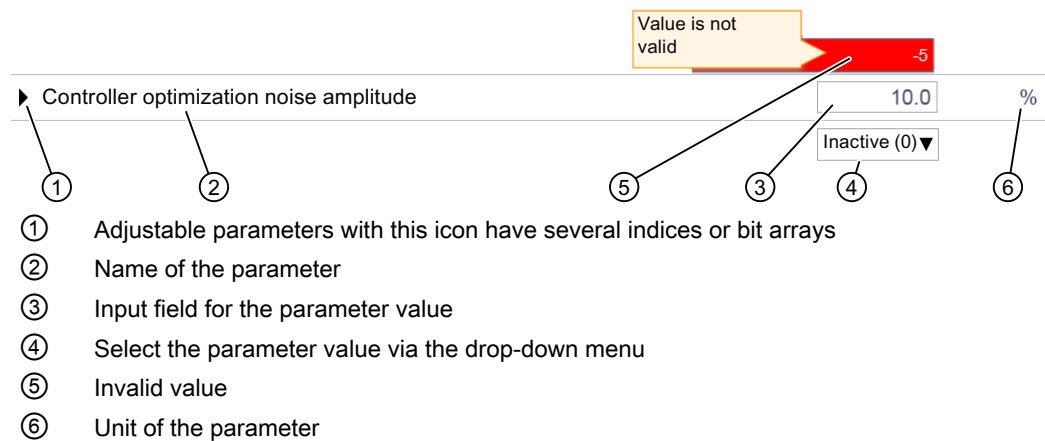 Value is not
valid
-5
Controller optimization noise amplitude
10.0
%
Inactive (0)▼
① ② ⑤ ③ ④ ⑥
① Adjustable parameters with this icon have several indices or bit arrays
② Name of the parameter
③ Input field for the parameter value
④ Select the parameter value via the drop-down menu
⑤ Invalid value
⑥ Unit of the parameter